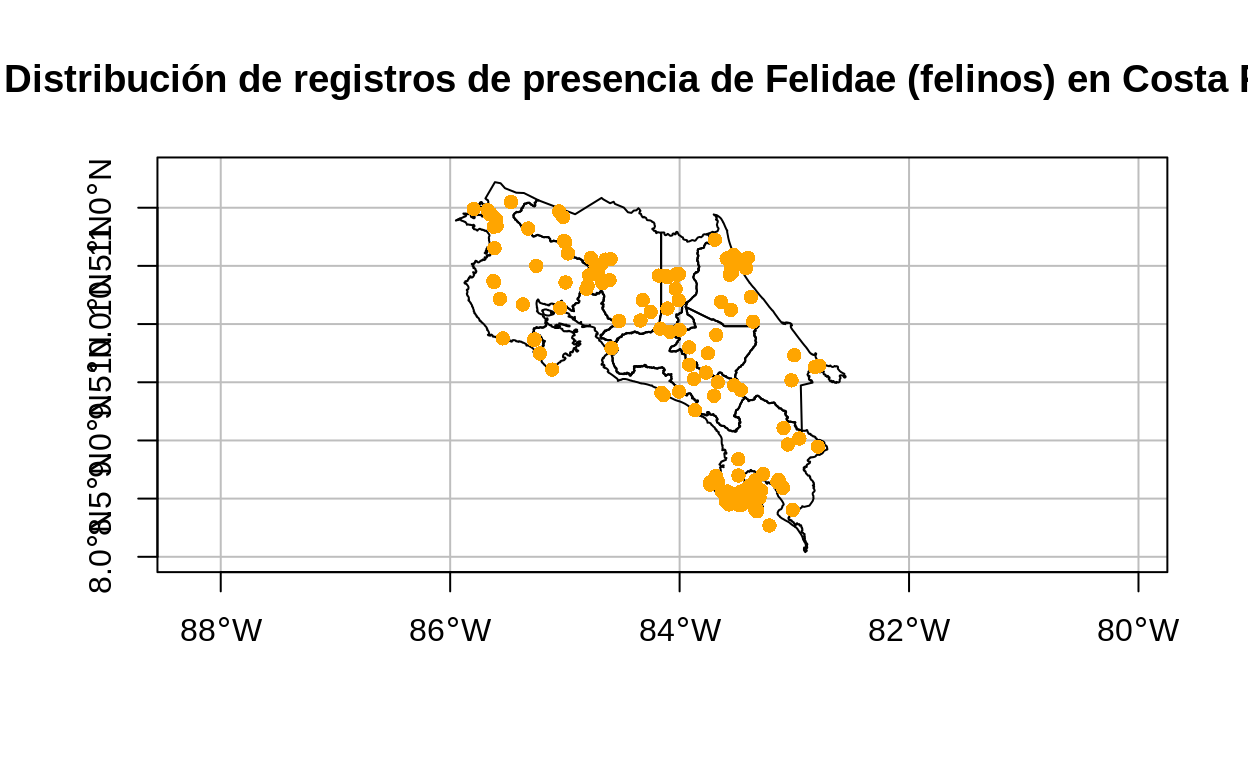 Distribución de registros de presencia de Felidae (felinos) en Costa
11.0°N
10.5°N
10.0°N
9.5°N
9.0°N
8.5°N
8.0°N
88°W 86°W 84°W 82°W 80°W